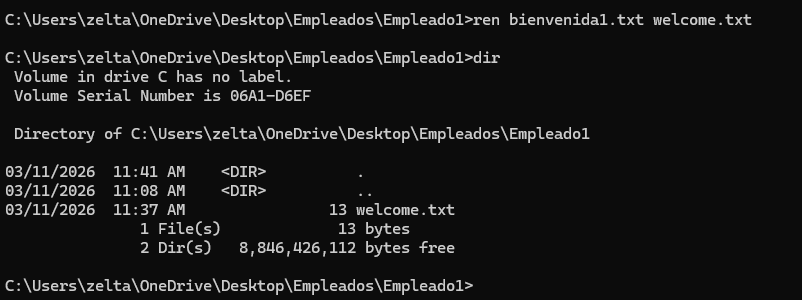 C:\Users\zelta\OneDrive\Desktop\Empleados\Empleado1>ren bienvenida1.txt welcome.txt
C:\Users\zelta\OneDrive\Desktop\Empleados\Empleado1>dir
 Volume in drive C has no label.
 Volume Serial Number is 06A1-D6EF
 Directory of C:\Users\zelta\OneDrive\Desktop\Empleados\Empleado1
03/11/2026  11:41 AM    <DIR>          .
03/11/2026  11:08 AM    <DIR>          ..
03/11/2026  11:37 AM                13 welcome.txt
               1 File(s)             13 bytes
               2 Dir(s)   8,846,426,112 bytes free
C:\Users\zelta\OneDrive\Desktop\Empleados\Empleado1>